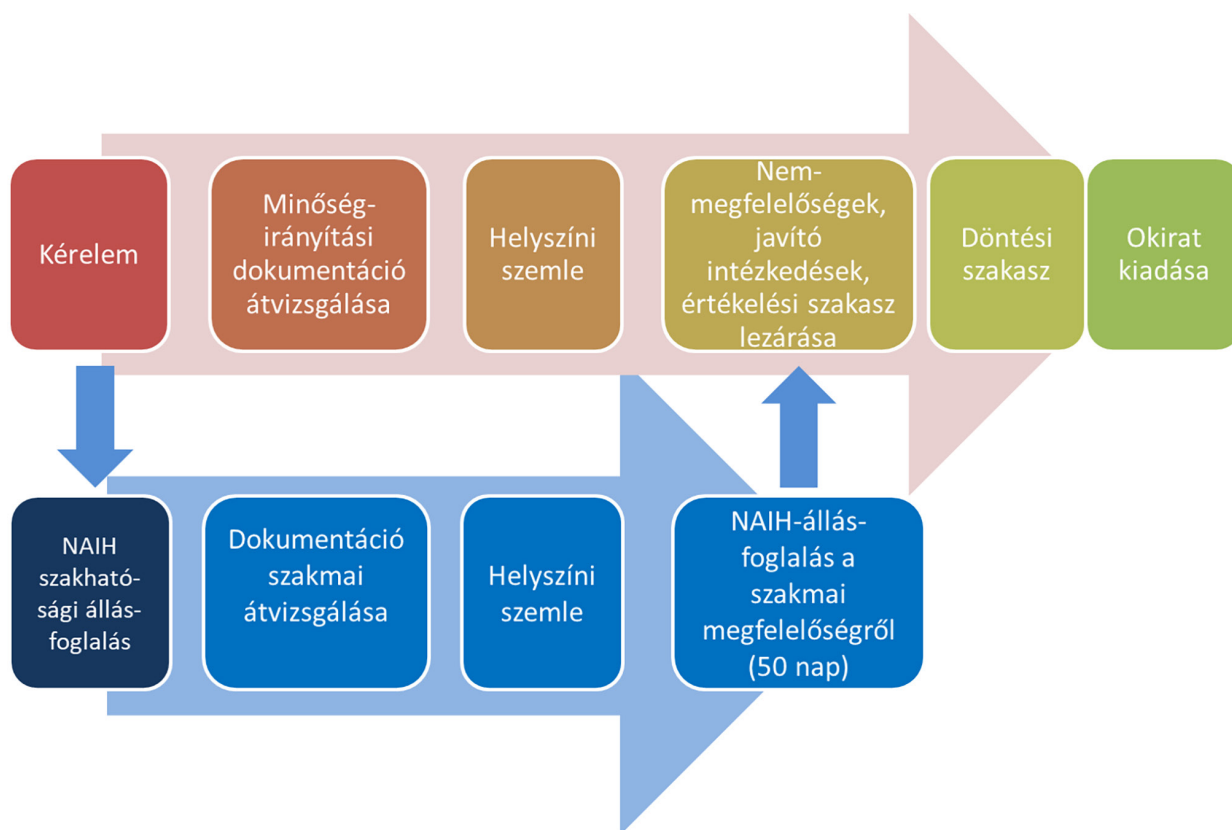 Kérelem
Minőség-
irányítási
dokumentáció
átvizsgálása
Helyszíni
szemle
Nem-
megfelelőségek,
javító
intézkedések,
értékelési szakasz
lezárása
Döntési
szakasz
Okirat
kiadása
NAIH
szakható-
sági állás-
foglalás
Dokumentáció
szakmai
átvizsgálása
Helyszíni
szemle
NAIH-állás-
foglalás a
szakmai
megfelelőségről
(50 nap)